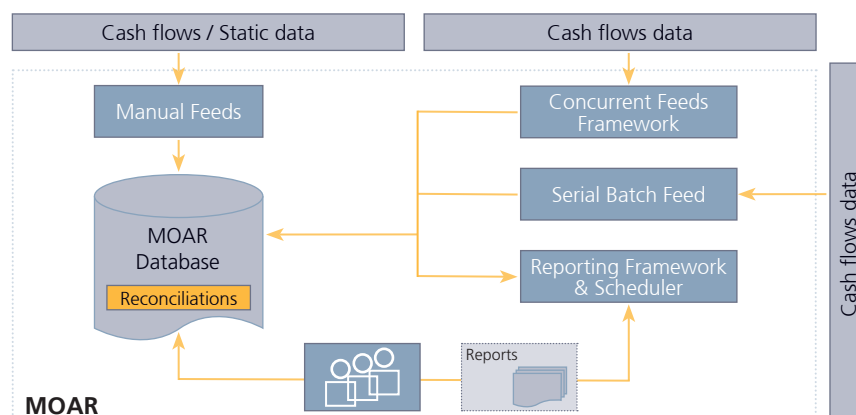 Cash flows / Static data
Cash flows data
Manual Feeds
Concurrent Feeds
Framework
Serial Batch Feed
Cash flows data
MOAR
Database
Reconciliations
Reporting Framework
& Scheduler
Reports
MOAR